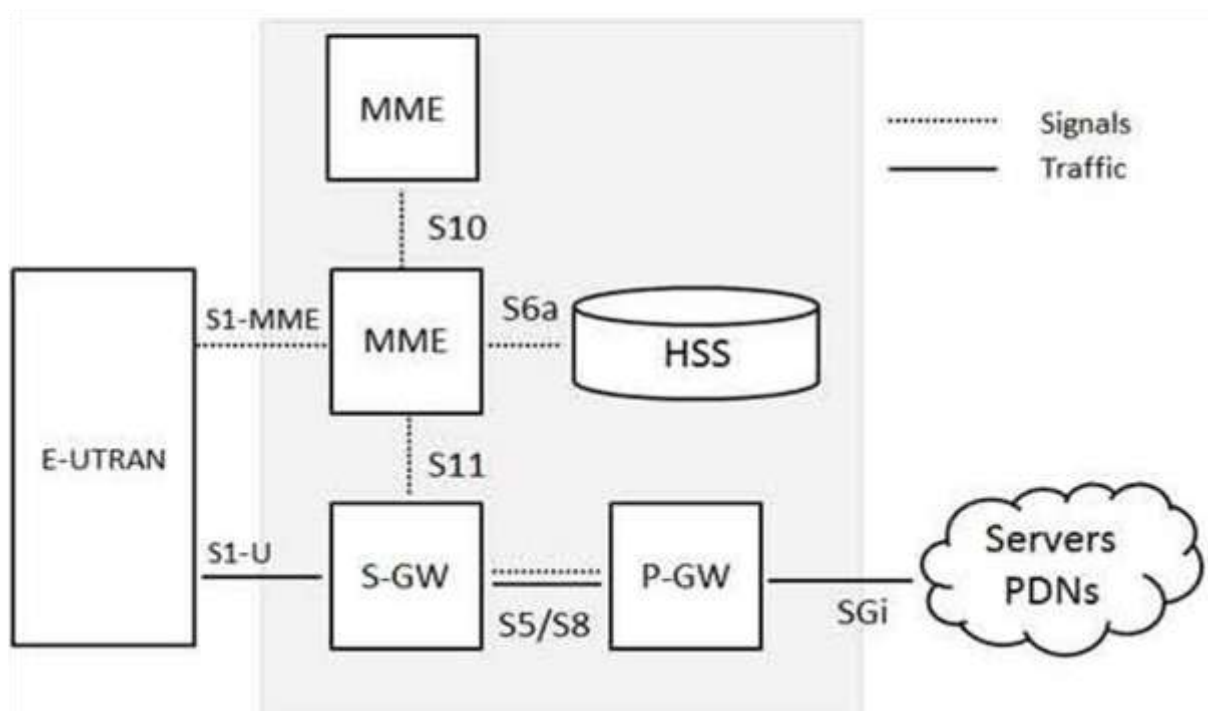 MME
Signals
Traffic
S10
S1-MME
MME
S6a
HSS
E-UTRAN
S11
S1-U
S-GW
P-GW
S5/S8
SGi
Servers
PDNs